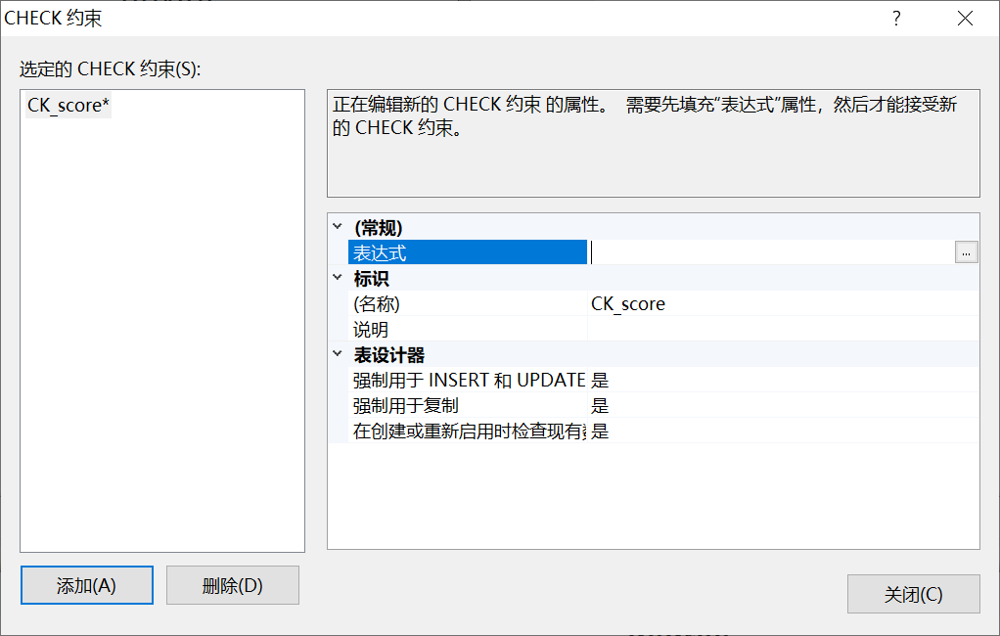 CHECK 约束
?
选定的 CHECK 约束(S):
CK_score*
正在编辑新的 CHECK 约束 的属性。 需要先填充“表达式”属性，然后才能接受新
的 CHECK 约束。
(常规)
表达式
...
标识
(名称) CK_score
说明
表设计器
强制用于 INSERT 和 UPDATE 是
强制用于复制 是
在创建或重新启用时检查现有 是
添加(A)
删除(D)
关闭(C)